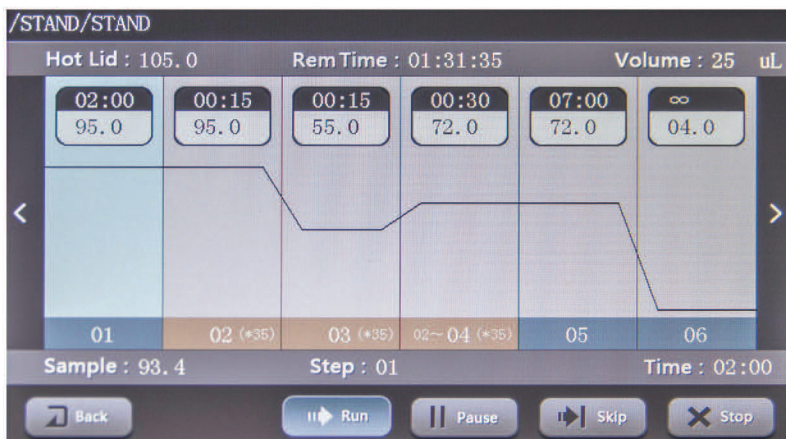 /STAND/STAND
Hot Lid : 105.0 Rem Time : 01:31:35 Volume : 25 uL
02:00 00:15 00:15 00:30 07:00 ∞
95.0 95.0 55.0 72.0 72.0 04.0
01 02 (*35) 03 (*35) 02~04 (*35) 05 06
Sample : 93.4 Step : 01 Time : 02:00
Back Run Pause Skip Stop